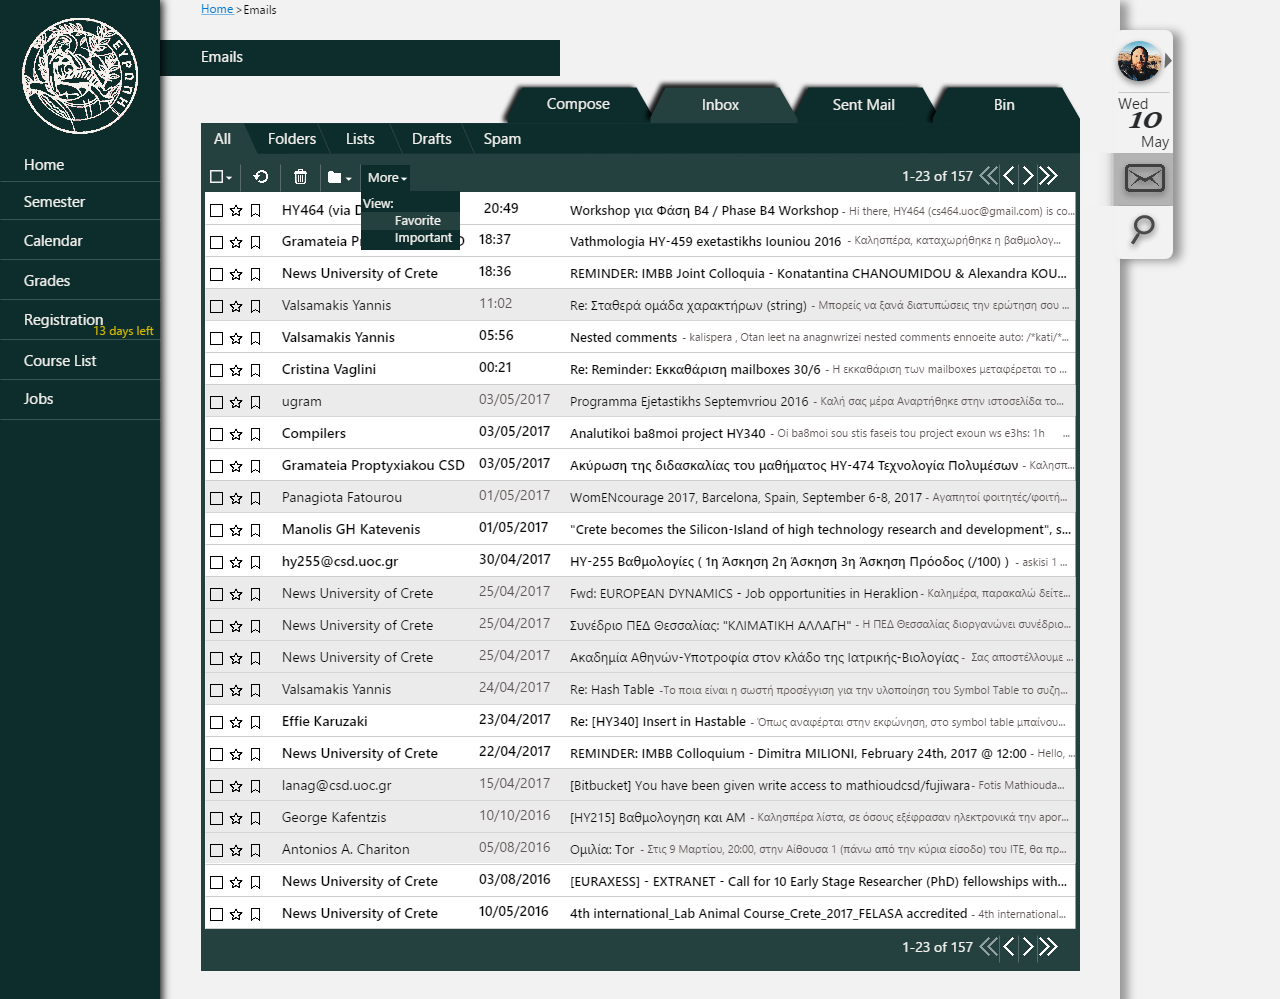 Home >Emails
Emails
Compose
Inbox
Sent Mail
Bin
All
Folders
Lists
Drafts
Spam
More
1-23 of 157
View:
Favorite
Important
ΕΥΡΩΠΗ
Home
Semester
Calendar
Grades
Registration
13 days left
Course List
Jobs
Wed
10
May
HY464 (via 20:49 Workshop για Φάση B4 / Phase B4 Workshop - Hi there, HY464 (cs464.uoc@gmail.com) is co...
Gramateia 18:37 Vathmologia HY-459 exetastikhs Iouniou 2016 - Καλησπέρα, καταχωρήθηκε η βαθμολογ...
News University of Crete 18:36 REMINDER: IMBB Joint Colloquia - Konatantina CHANOUMIDOU & Alexandra KOU...
Valsamakis Yannis 11:02 Re: Σταθερά ομάδα χαρακτήρων (string) - Μπορείς να ξανά διατυπώσεις την ερώτηση σου ...
Valsamakis Yannis 05:56 Nested comments - kalispera , Otan leet na anagnwrizei nested comments ennoeite auto: /*kati/*...
Cristina Vaglini 00:21 Re: Reminder: Εκκαθάριση mailboxes 30/6 - Η εκκαθάριση των mailboxes μεταφέρεται το ...
ugram 03/05/2017 Programma Ejetastikhs Septemvriou 2016 - Καλή σας μέρα Αναρτήθηκε στην ιστοσελίδα το...
Compilers 03/05/2017 Analutikoi ba8moi project HY340 - Oi ba8moi sou stis faseis tou project exoun ws e3hs: 1h ...
Gramateia Proptyxiakou CSD 03/05/2017 Ακύρωση της διδασκαλίας του μαθήματος HY-474 Τεχνολογία Πολυμέσων - Καλησπ...
Panagiota Fatourou 01/05/2017 WomENcourage 2017, Barcelona, Spain, September 6-8, 2017 - Αγαπητοί φοιτητές/φοιτή...
Manolis GH Katevenis 01/05/2017 "Crete becomes the Silicon-Island of high technology research and development", s...
hy255@csd.uoc.gr 30/04/2017 HY-255 Βαθμολογίες ( 1η Άσκηση 2η Άσκηση 3η Άσκηση Πρόοδος (/100) ) - askisi 1 ...
News University of Crete 25/04/2017 Fwd: EUROPEAN DYNAMICS - Job opportunities in Heraklion - Καλημέρα, παρακαλώ δείτε...
News University of Crete 25/04/2017 Συνέδριο ΠΕΔ Θεσσαλίας: "ΚΛΙΜΑΤΙΚΗ ΑΛΛΑΓΗ" - Η ΠΕΔ Θεσσαλίας διοργανώνει συνέδριο...
News University of Crete 25/04/2017 Ακαδημία Αθηνών-Υποτροφία στον κλάδο της Ιατρικής-Βιολογίας - Σας αποστέλλουμε ...
Valsamakis Yannis 24/04/2017 Re: Hash Table -Το ποια είναι η σωστή προσέγγιση για την υλοποίηση του Symbol Table το συζη...
Effie Karuzaki 23/04/2017 Re: [HY340] Insert in Hastable - Όπως αναφέρται στην εκφώνηση, στο symbol table μπαίνου...
News University of Crete 22/04/2017 REMINDER: IMBB Colloquium - Dimitra MILIONI, February 24th, 2017 @ 12:00 - Hello, ...
lanag@csd.uoc.gr 15/04/2017 [Bitbucket] You have been given write access to mathioudcsd/fujiwara- Fotis Mathiouda...
George Kafentzis 10/10/2016 [HY215] Βαθμολογηση και ΑΜ - Καλησπέρα λίστα, σε όσους εξέφρασαν ηλεκτρονικά την apor...
Antonios A. Chariton 05/08/2016 Ομιλία: Tor - Στις 9 Μαρτίου, 20:00, στην Αίθουσα 1 (πάνω από την κύρια είσοδο) του ΙΤΕ, θα πρ...
News University of Crete 03/08/2016 [EURAXESS] - EXTRANET - Call for 10 Early Stage Researcher (PhD) fellowships with...
News University of Crete 10/05/2016 4th international_Lab Animal Course_Crete_2017_FELASA accredited - 4th international...
1-23 of 157